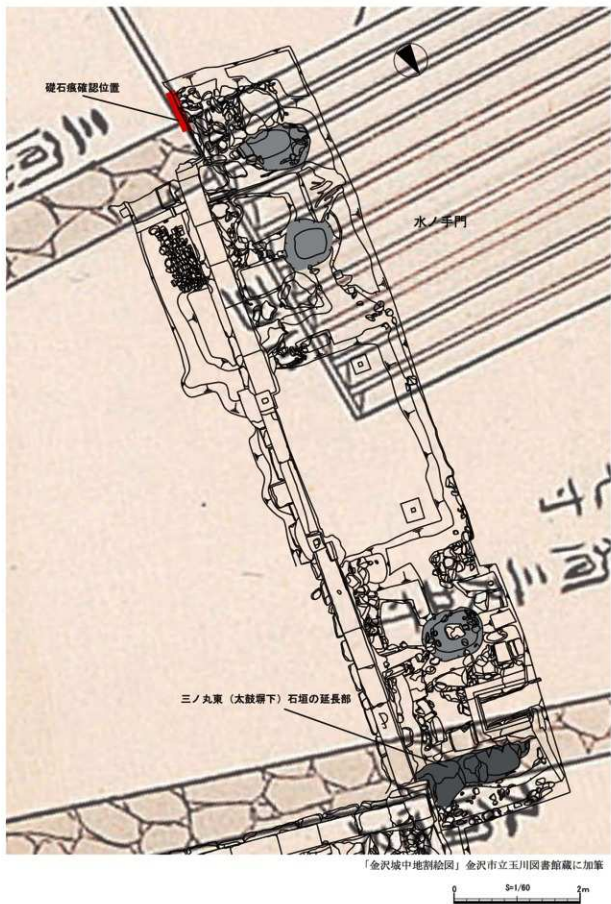 礎石痕確認位置
水ノ手門
三ノ丸東（太鼓塀下）石垣の延長部
「金沢城中地割絵図」金沢市立玉川図書館蔵に加筆
0 S=1/60 2m